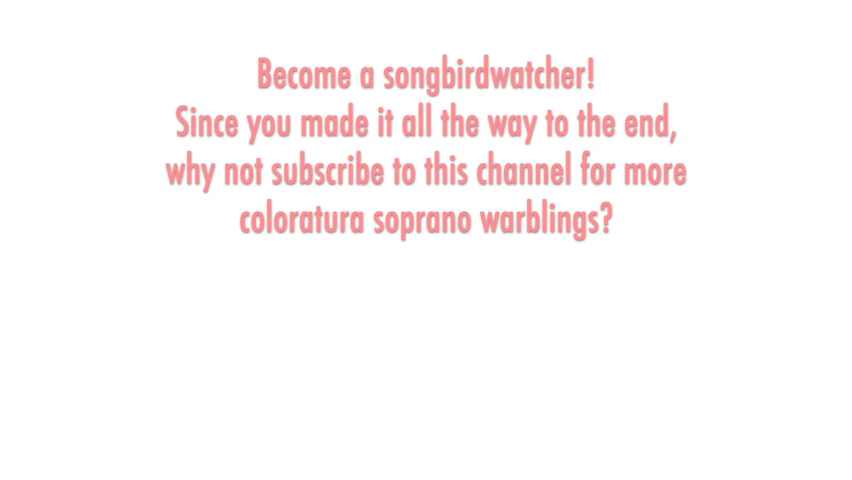 Become a songbirdwatcher!
Since you made it all the way to the end,
why not subscribe to this channel for more
coloratura soprano warblings?